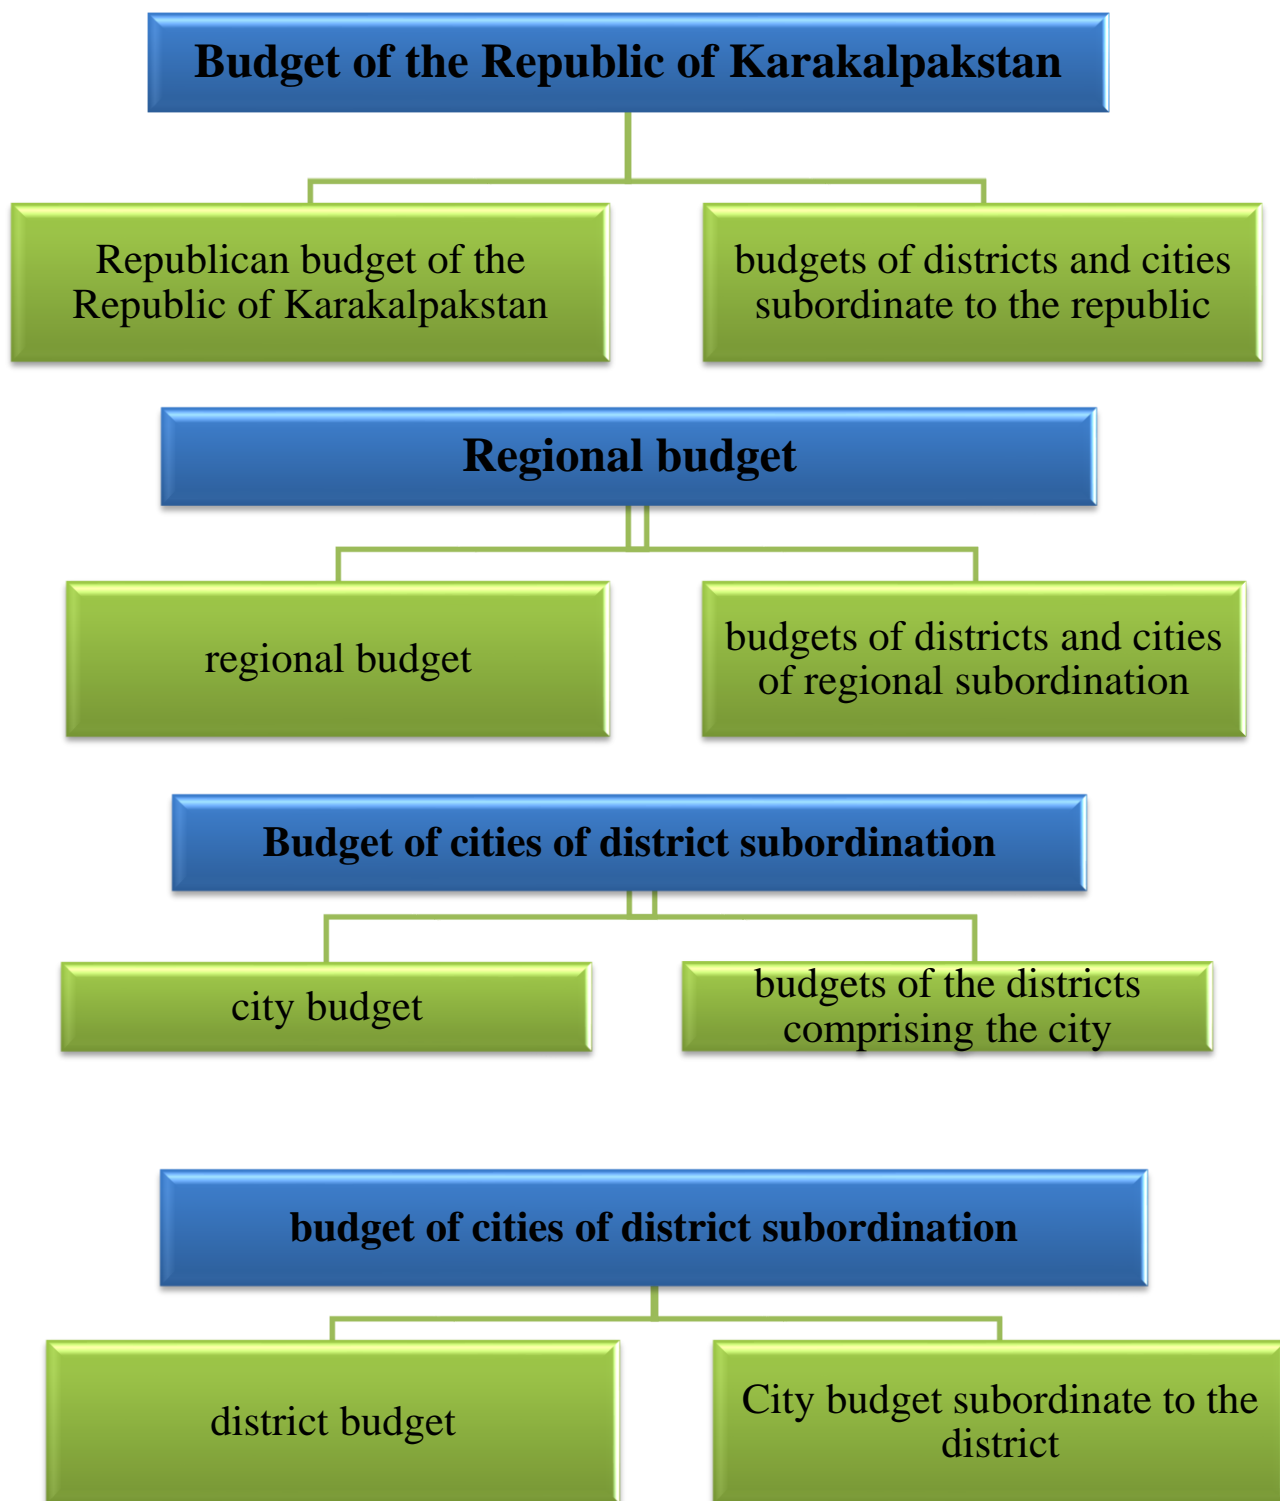 Budget of the Republic of Karakalpakstan
Republican budget of the
Republic of Karakalpakstan
budgets of districts and cities
subordinate to the republic
Regional budget
regional budget
budgets of districts and cities
of regional subordination
Budget of cities of district subordination
city budget
budgets of the districts
comprising the city
budget of cities of district subordination
district budget
City budget subordinate to the
district